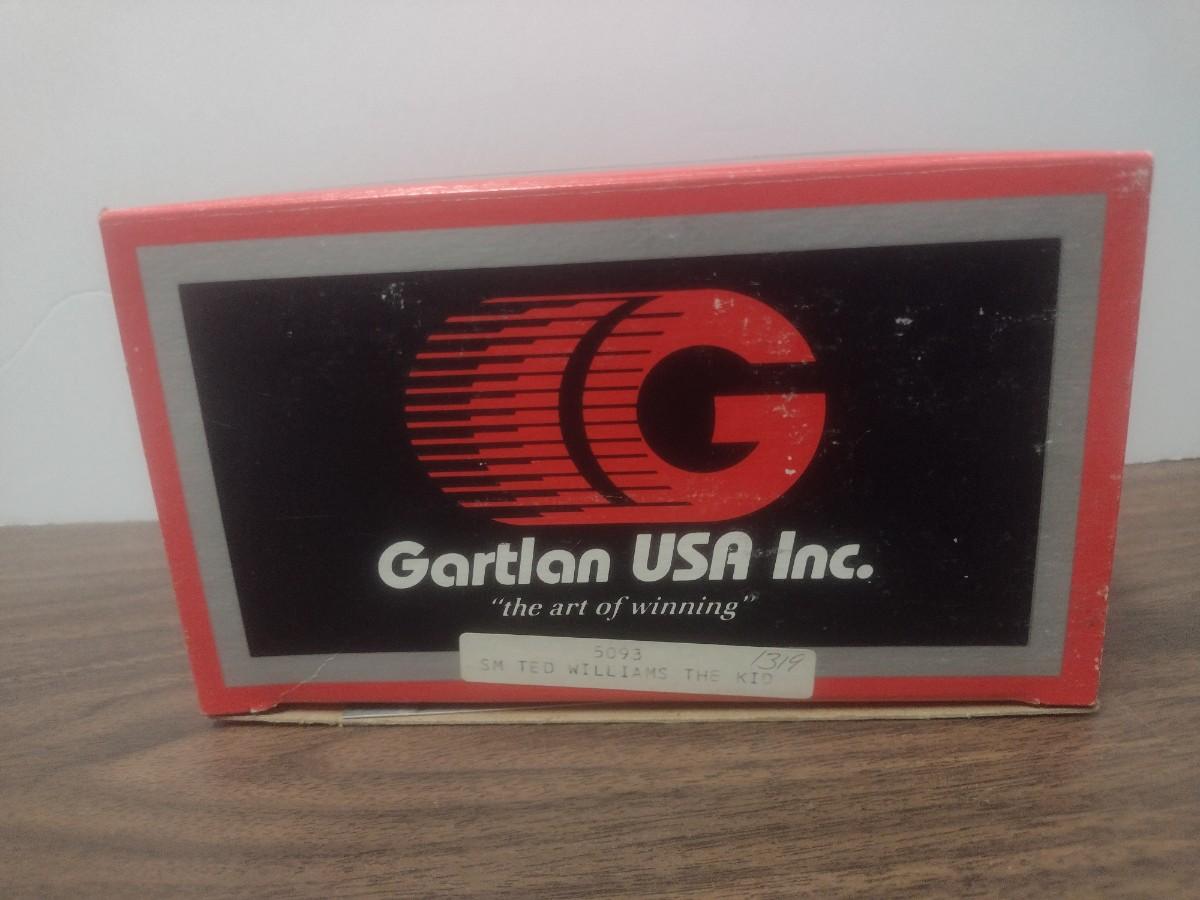 G
Gartlan USA Inc.
"the art of winning"
5093 1319
SM TED WILLIAMS THE KID